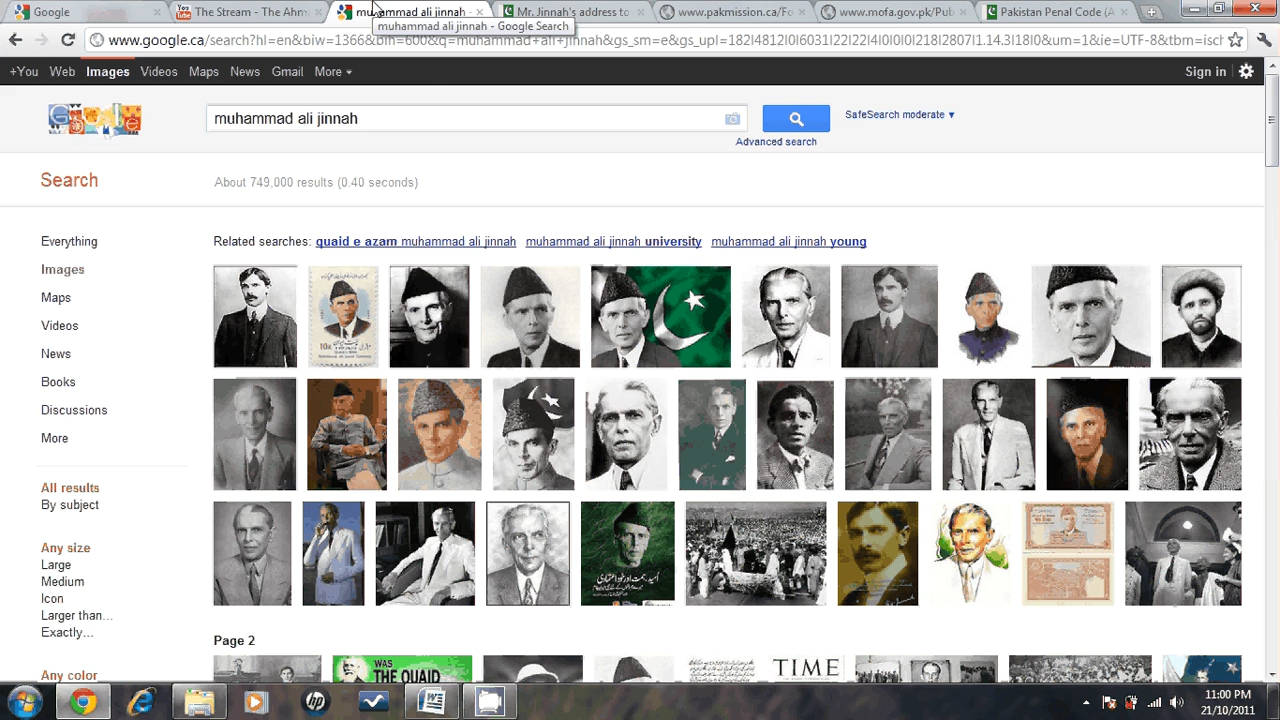 Google
The Stream - The Ahm
muhammad ali jinnah -
Mr. Jinnah's address to
www.pakmission.ca/Fo
www.mofa.gov.pk/Pub
Pakistan Penal Code (A
muhammad ali jinnah - Google Search
www.google.ca/search?hl=en&biw=1366&bih=600&q=muhammad+ali+jinnah&gs_sm=e&gs_upl=182l4812l0l6031l22l22l4l0l0l0l218l2807l1.14.3l18l0&um=1&ie=UTF-8&tbm=isch
+You Web Images Videos Maps News Gmail More
Sign in
muhammad ali jinnah
SafeSearch moderate ▼
Advanced search
Search
About 749,000 results (0.40 seconds)
Related searches: quaid e azam muhammad ali jinnah muhammad ali jinnah university muhammad ali jinnah young
Everything
Images
Maps
Videos
News
Books
Discussions
More
All results
By subject
Any size
Large
Medium
Icon
Larger than...
Exactly...
Any color
Page 2
WAS
THE QUAID
TIME
11:00 PM
21/10/2011